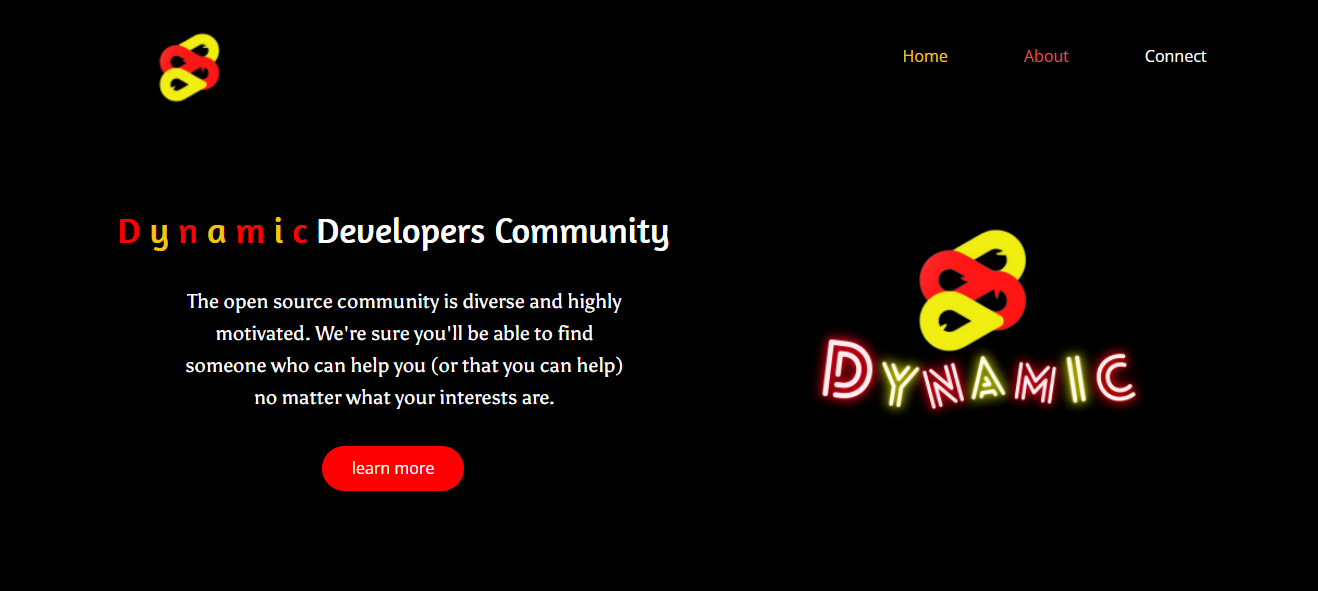 Home About Connect
D y n a m i c Developers Community
The open source community is diverse and highly
motivated. We're sure you'll be able to find
someone who can help you (or that you can help)
no matter what your interests are.
learn more
DYNAMIC